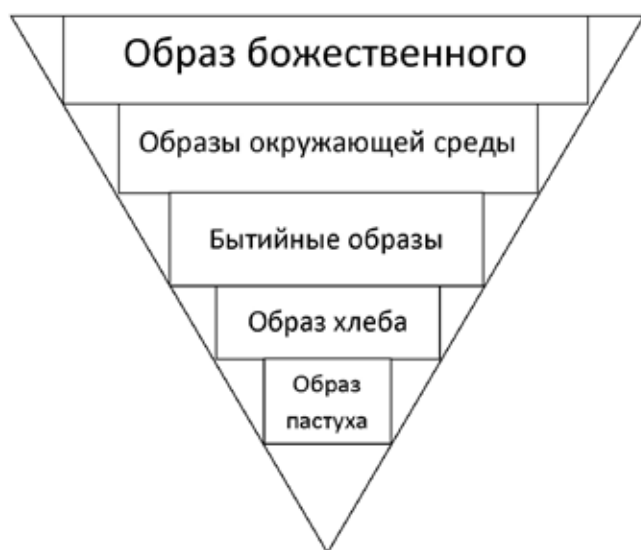 Образ божественного
Образы окружающей среды
Бытийные образы
Образ хлеба
Образ
пастуха